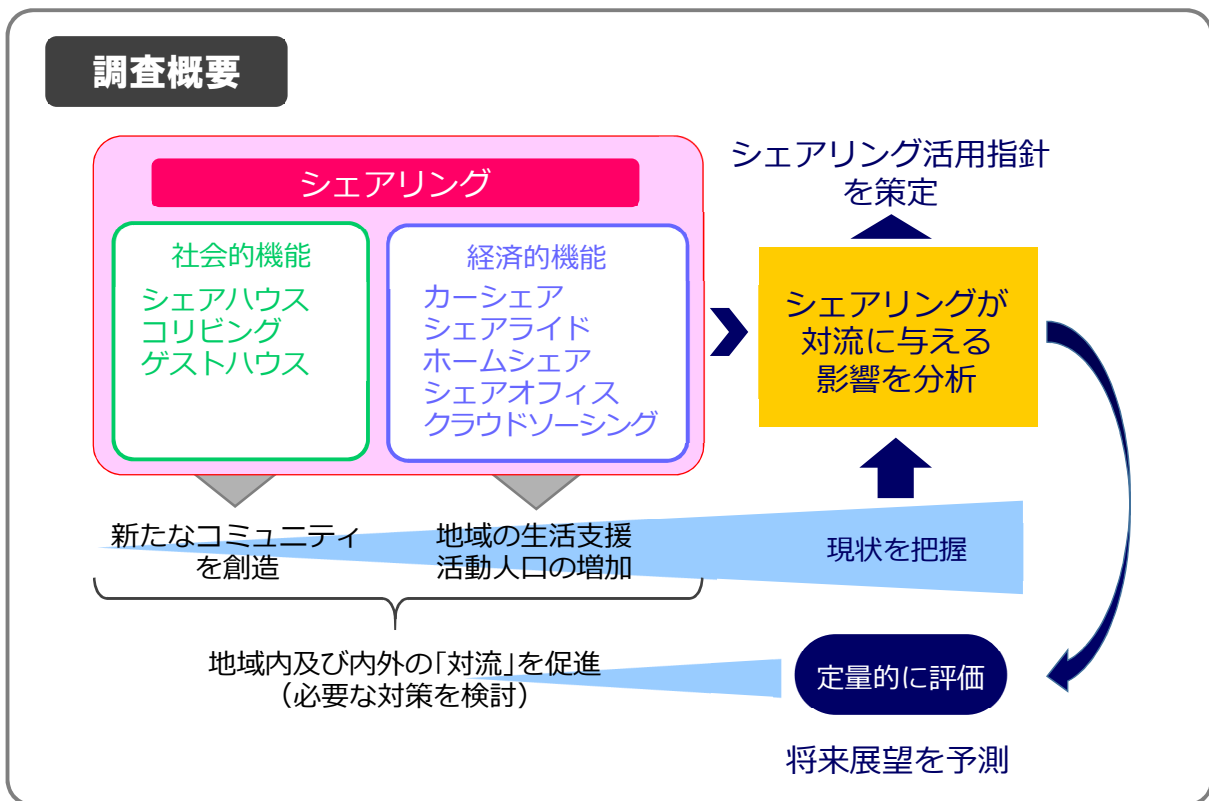 調査概要
シェアリング
社会的機能
シェアハウス
コリビング
ゲストハウス
経済的機能
カーシェア
シェアライド
ホームシェア
シェアオフィス
クラウドソーシング
シェアリング活用指針
を策定
シェアリングが
対流に与える
影響を分析
新たなコミュニティ
を創造
地域の生活支援
活動人口の増加
現状を把握
地域内及び内外の「対流」を促進
（必要な対策を検討）
定量的に評価
将来展望を予測